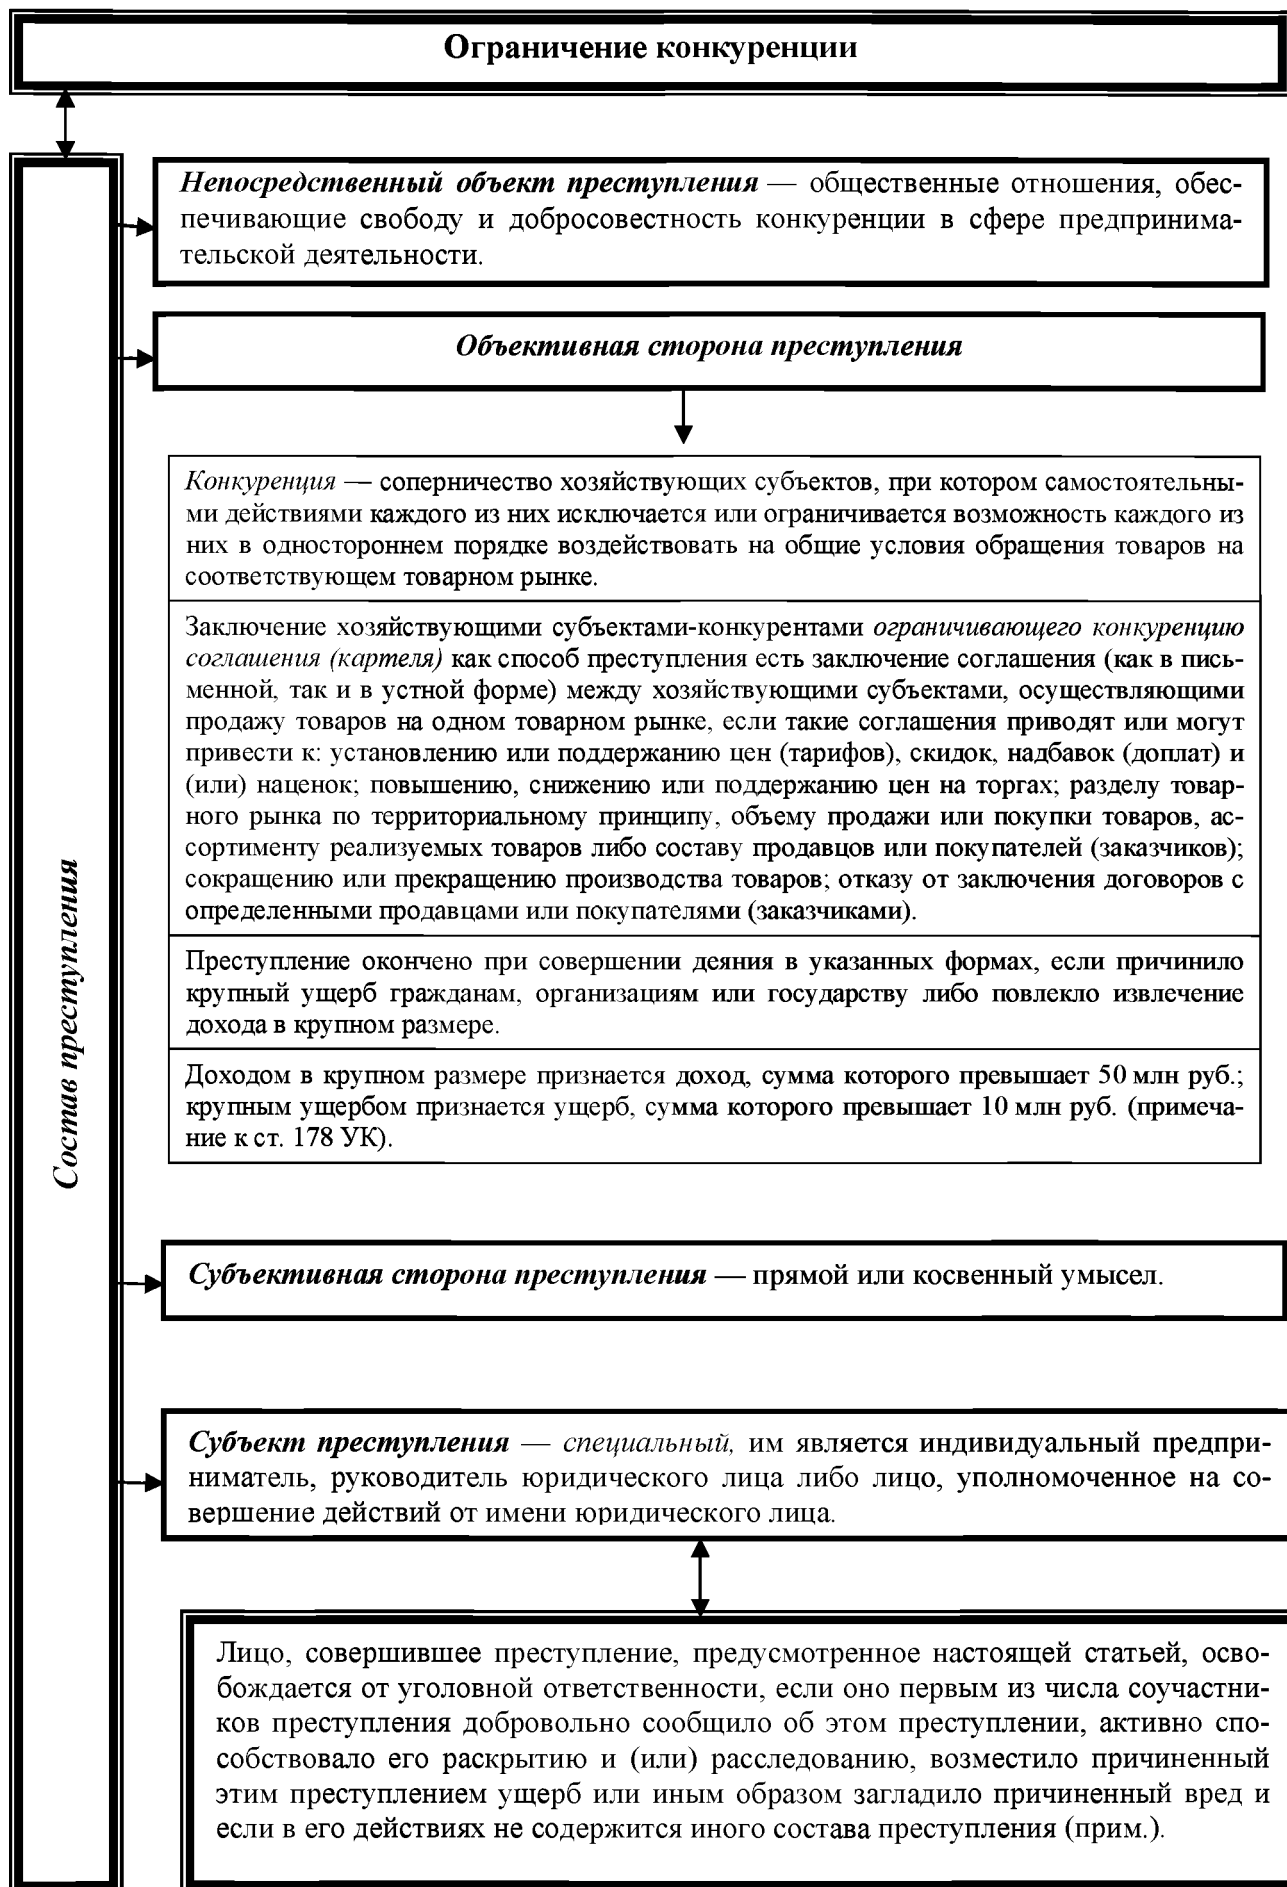 Ограничение конкуренции
Состав преступления
Непосредственный объект преступления — общественные отношения, обес-
печивающие свободу и добросовестность конкуренции в сфере предпринима-
тельской деятельности.
Объективная сторона преступления
Конкуренция — соперничество хозяйствующих субъектов, при котором самостоятельны-
ми действиями каждого из них исключается или ограничивается возможность каждого из
них в одностороннем порядке воздействовать на общие условия обращения товаров на
соответствующем товарном рынке.
Заключение хозяйствующими субъектами-конкурентами ограничивающего конкуренцию
соглашения (картеля) как способ преступления есть заключение соглашения (как в пись-
менной, так и в устной форме) между хозяйствующими субъектами, осуществляющими
продажу товаров на одном товарном рынке, если такие соглашения приводят или могут
привести к: установлению или поддержанию цен (тарифов), скидок, надбавок (доплат) и
(или) наценок; повышению, снижению или поддержанию цен на торгах; разделу товар-
ного рынка по территориальному принципу, объему продажи или покупки товаров, ас-
сортименту реализуемых товаров либо составу продавцов или покупателей (заказчиков);
сокращению или прекращению производства товаров; отказу от заключения договоров с
определенными продавцами или покупателями (заказчиками).
Преступление окончено при совершении деяния в указанных формах, если причинило
крупный ущерб гражданам, организациям или государству либо повлекло извлечение
дохода в крупном размере.
Доходом в крупном размере признается доход, сумма которого превышает 50 млн руб.;
крупным ущербом признается ущерб, сумма которого превышает 10 млн руб. (примеча-
ние к ст. 178 УК).
Субъективная сторона преступления — прямой или косвенный умысел.
Субъект преступления — специальный, им является индивидуальный предпри-
ниматель, руководитель юридического лица либо лицо, уполномоченное на со-
вершение действий от имени юридического лица.
Лицо, совершившее преступление, предусмотренное настоящей статьей, осво-
бождается от уголовной ответственности, если оно первым из числа соучастни-
ков преступления добровольно сообщило об этом преступлении, активно спо-
собствовало его раскрытию и (или) расследованию, возместило причиненный
этим преступлением ущерб или иным образом загладило причиненный вред и
если в его действиях не содержится иного состава преступления (прим.).